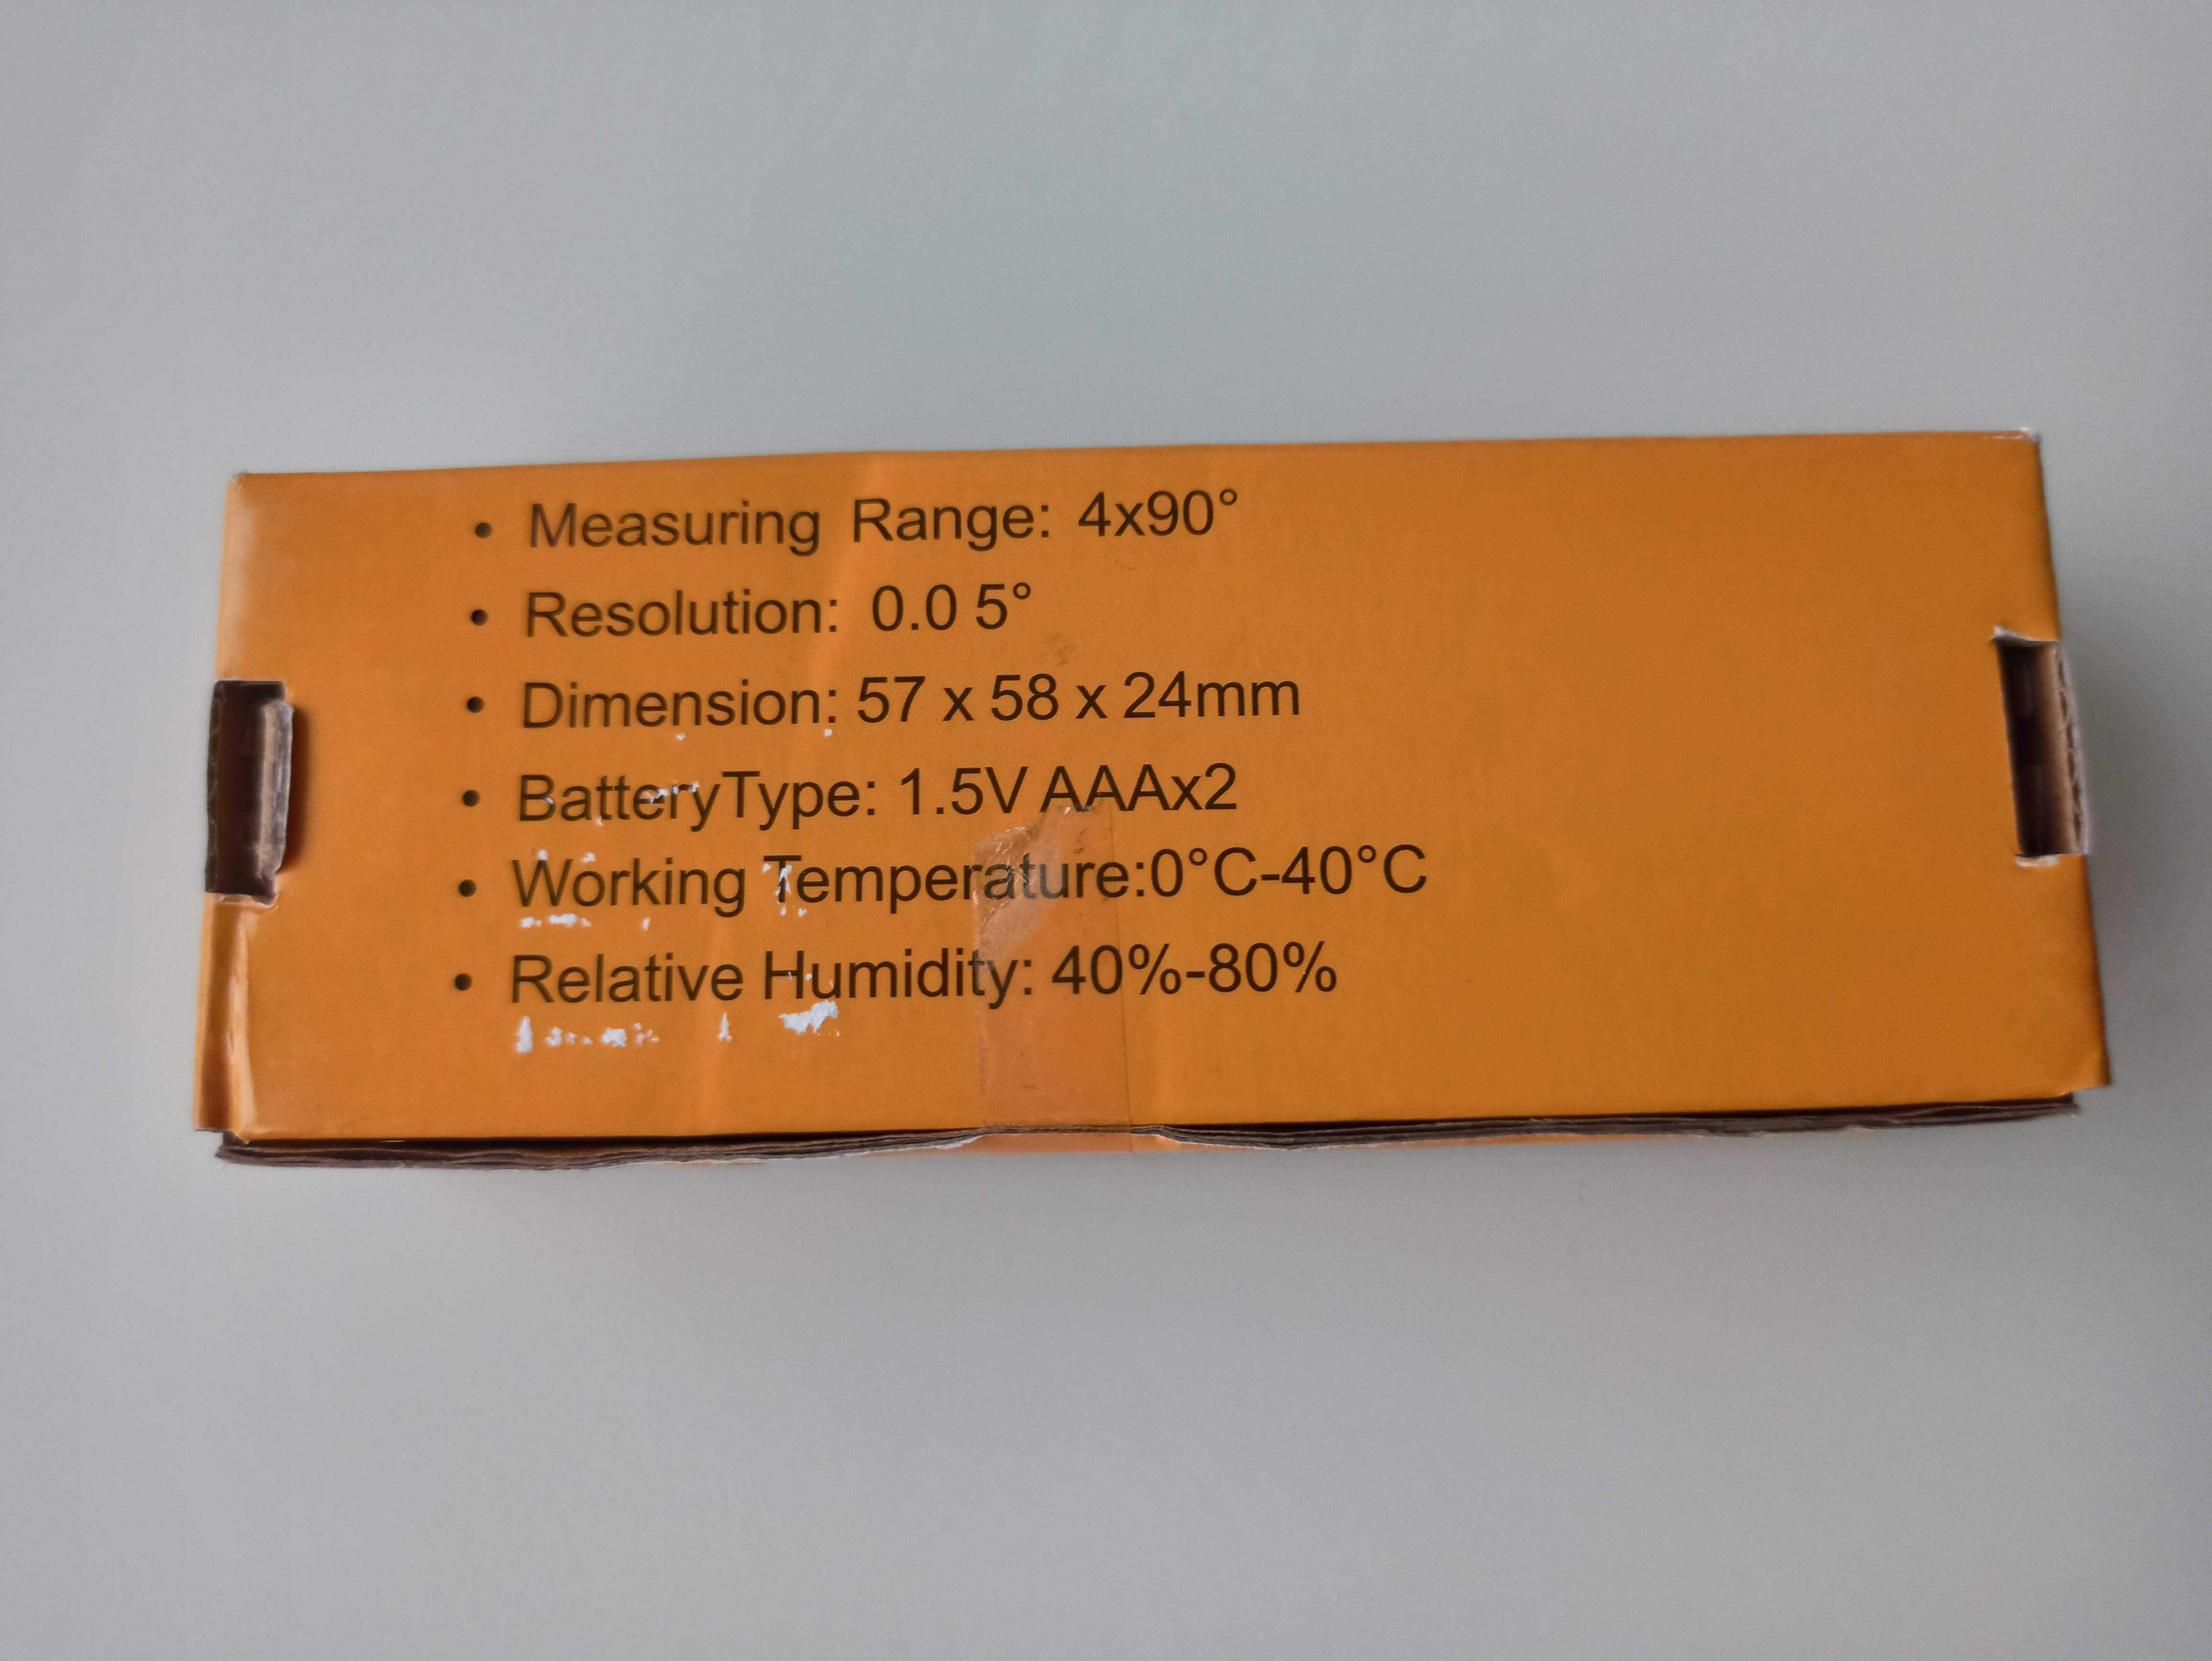 • Measuring Range: 4x90°
• Resolution: 0.0 5°
• Dimension: 57 x 58 x 24mm
• BatteryType: 1.5V AAAx2
• Working Temperature:0°C-40°C
• Relative Humidity: 40%-80%